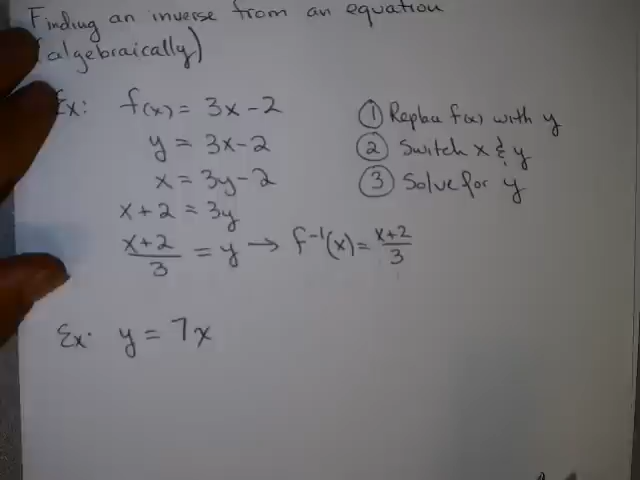 Finding an inverse from an equation
(algebraically)
Ex: f(x) = 3x - 2
y = 3x - 2
x = 3y - 2
x + 2 = 3y
x+2/3 = y → f⁻¹(x) = x+2/3
① Replace f(x) with y
② Switch x & y
③ Solve for y
Ex: y = 7x